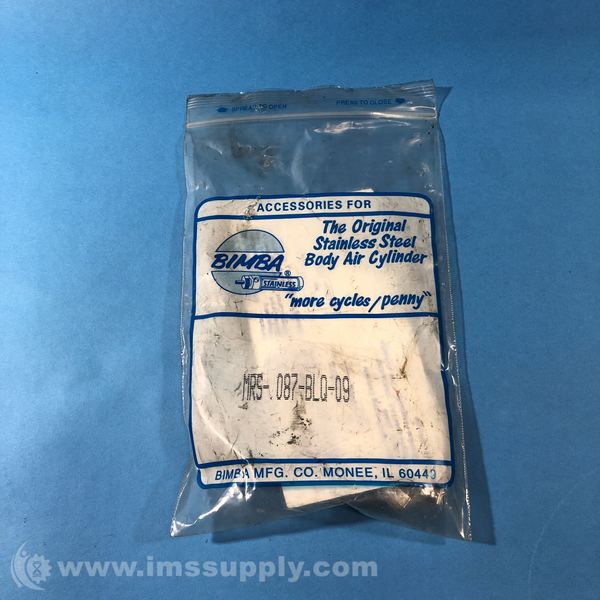 SPREAD TO OPEN PRESS TO CLOSE
ACCESSORIES FOR
The Original
Stainless Steel
Body Air Cylinder
BIMBA
®
STAINLESS
"more cycles/penny"
MRS-.087-BLQ-09
BIMBA MFG. CO. MONEE, IL 60449
www.imssupply.com